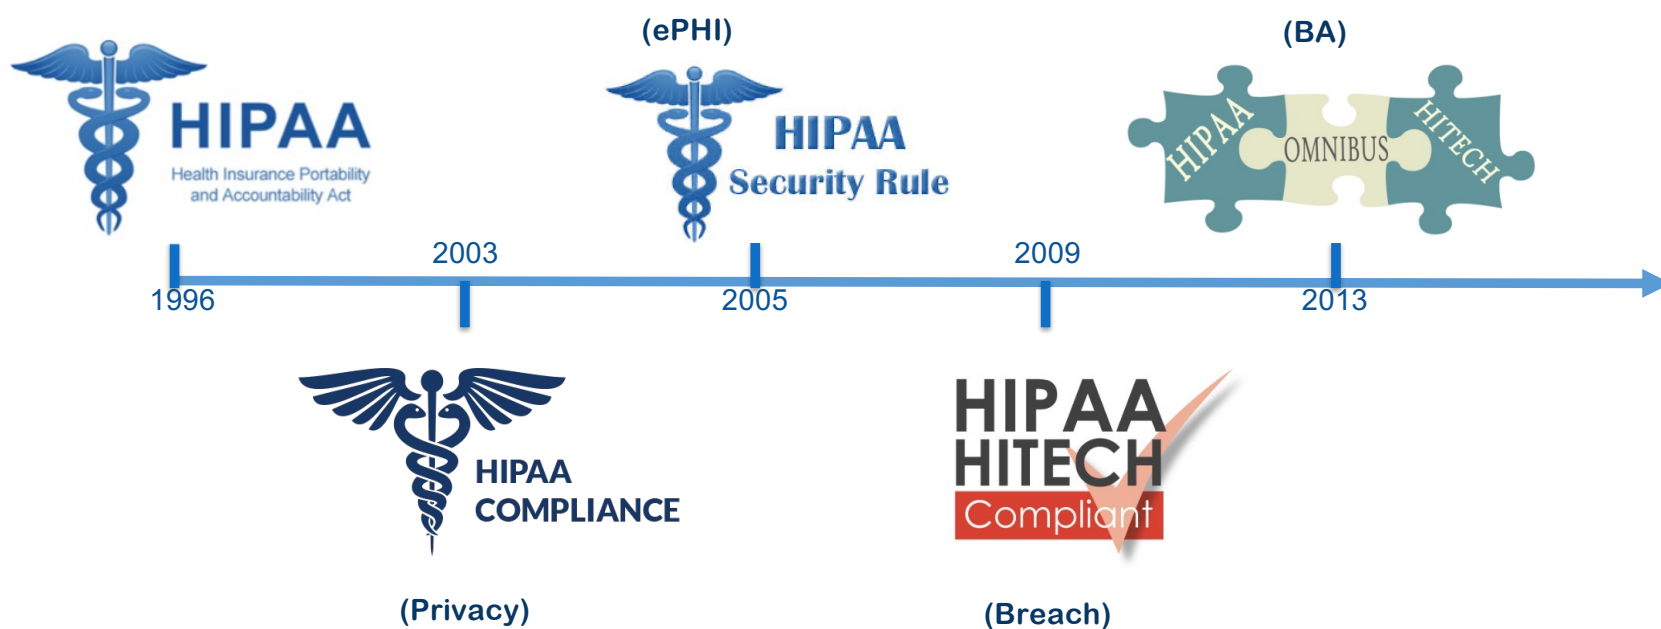 (ePHI)
(BA)
HIPAA
Health Insurance Portability
and Accountability Act
HIPAA
Security Rule
HIPAA
OMNIBUS
HITECH
2003
2009
1996
2005
2013
HIPAA
COMPLIANCE
HIPAA
HITECH
Compliant
(Privacy)
(Breach)